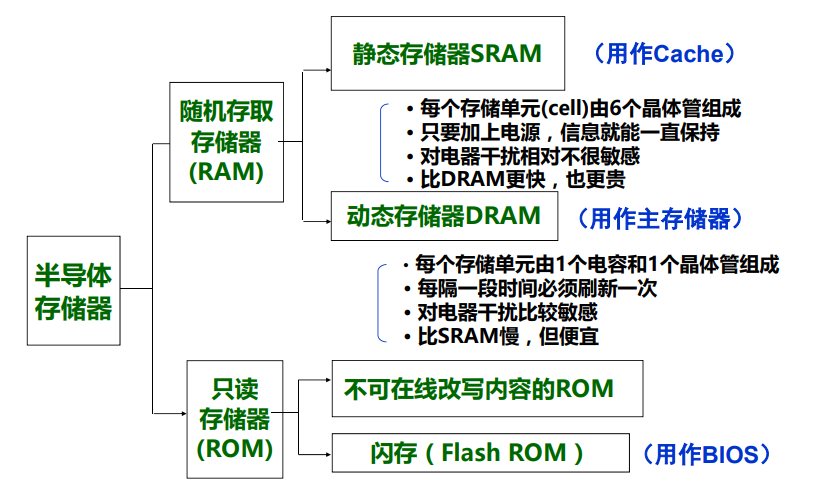 静态存储器SRAM
（用作Cache）
随机存取
存储器
(RAM)
• 每个存储单元(cell)由6个晶体管组成
• 只要加上电源，信息就能一直保持
• 对电器干扰相对不很敏感
• 比DRAM更快，也更贵
动态存储器DRAM
（用作主存储器）
半导体
存储器
• 每个存储单元由1个电容和1个晶体管组成
• 每隔一段时间必须刷新一次
• 对电器干扰比较敏感
• 比SRAM慢，但便宜
只读
存储器
(ROM)
不可在线改写内容的ROM
闪存（Flash ROM）
（用作BIOS）